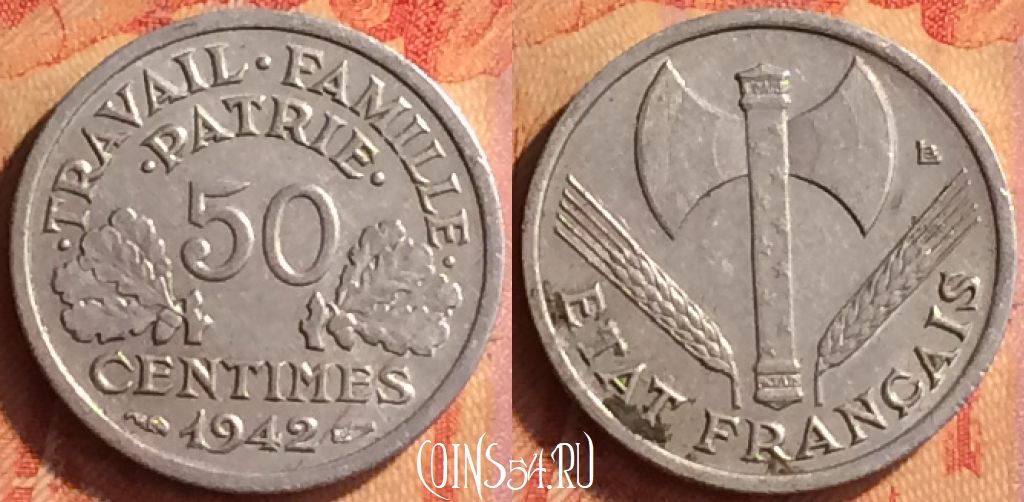 ·TRAVAIL·FAMILLE·
·PATRIE·
50
CENTIMES
1942
ETAT FRANÇAIS
COINS54.RU